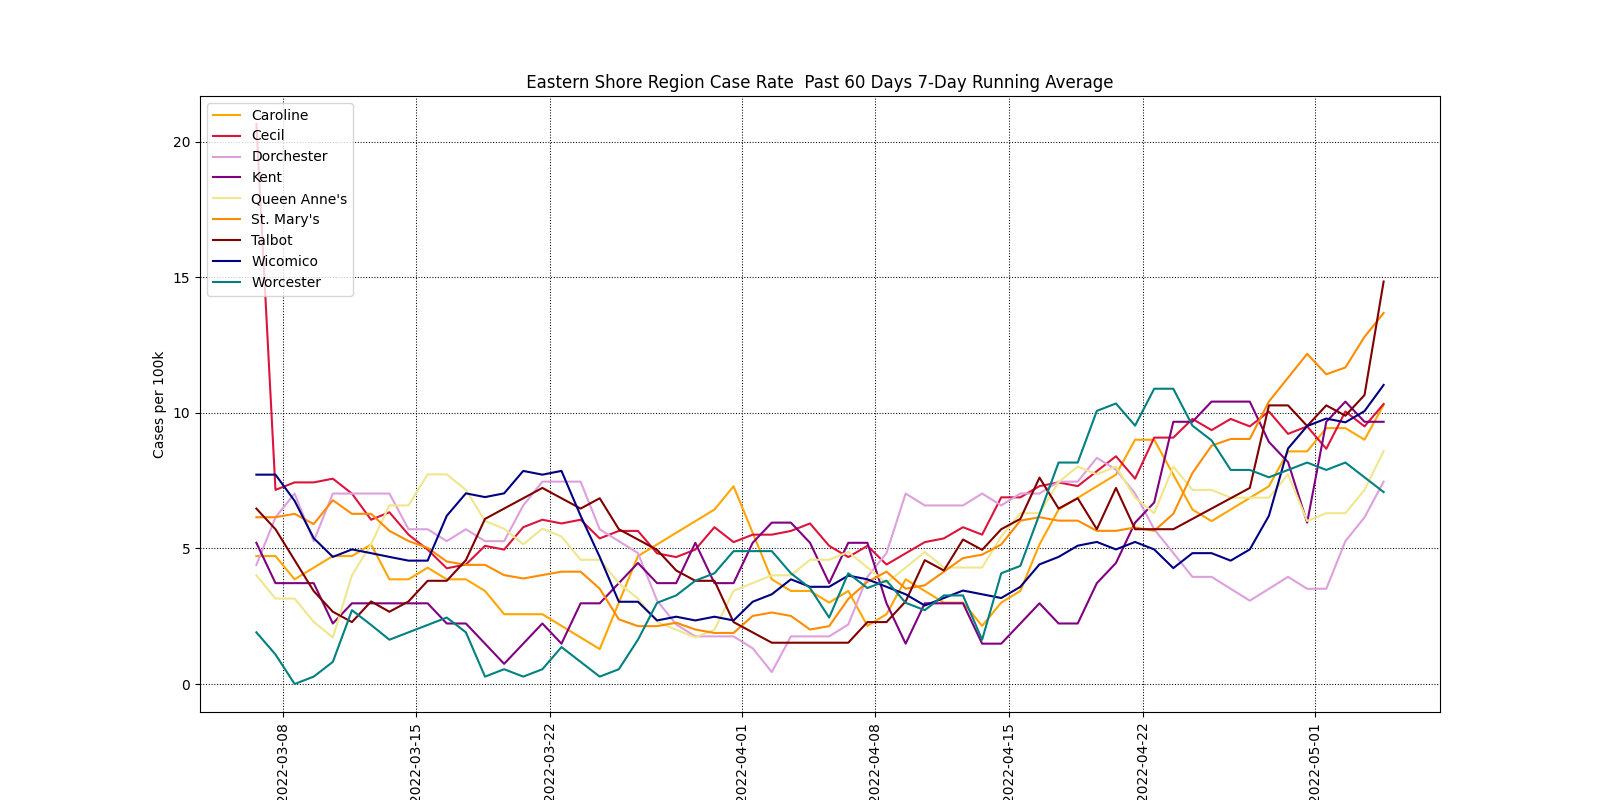 Eastern Shore Region Case Rate  Past 60 Days 7-Day Running Average
Caroline
Cecil
Dorchester
Kent
Queen Anne's
St. Mary's
Talbot
Wicomico
Worcester
Cases per 100k
20
15
10
5
0
2022-03-08
2022-03-15
2022-03-22
2022-04-01
2022-04-08
2022-04-15
2022-04-22
2022-05-01